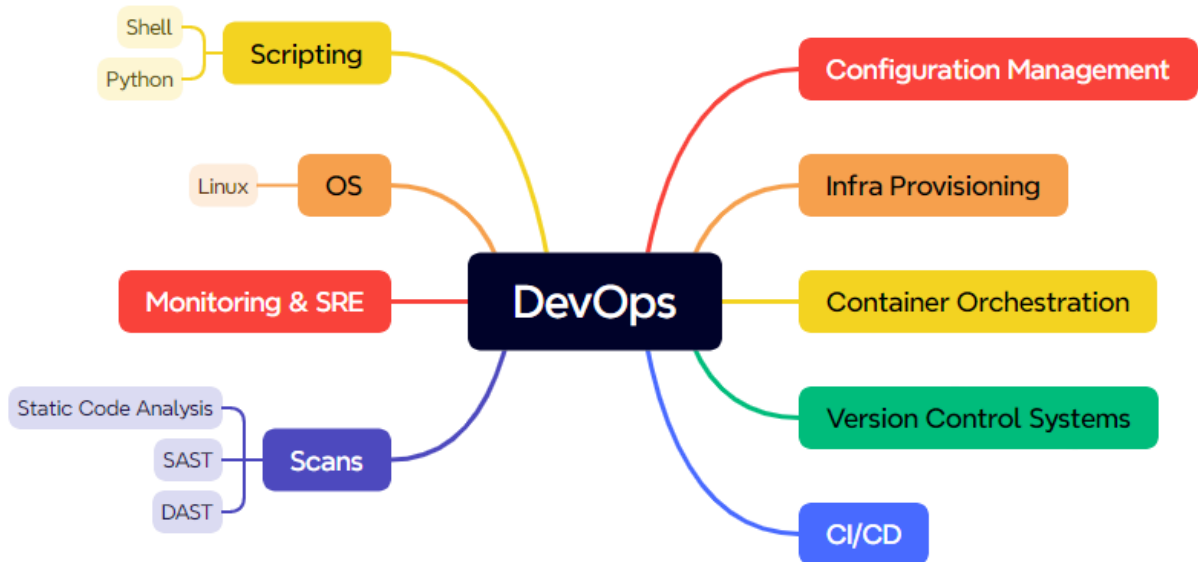 Shell
Python
Scripting
Linux
OS
Monitoring & SRE
Static Code Analysis
SAST
DAST
Scans
DevOps
Configuration Management
Infra Provisioning
Container Orchestration
Version Control Systems
CI/CD